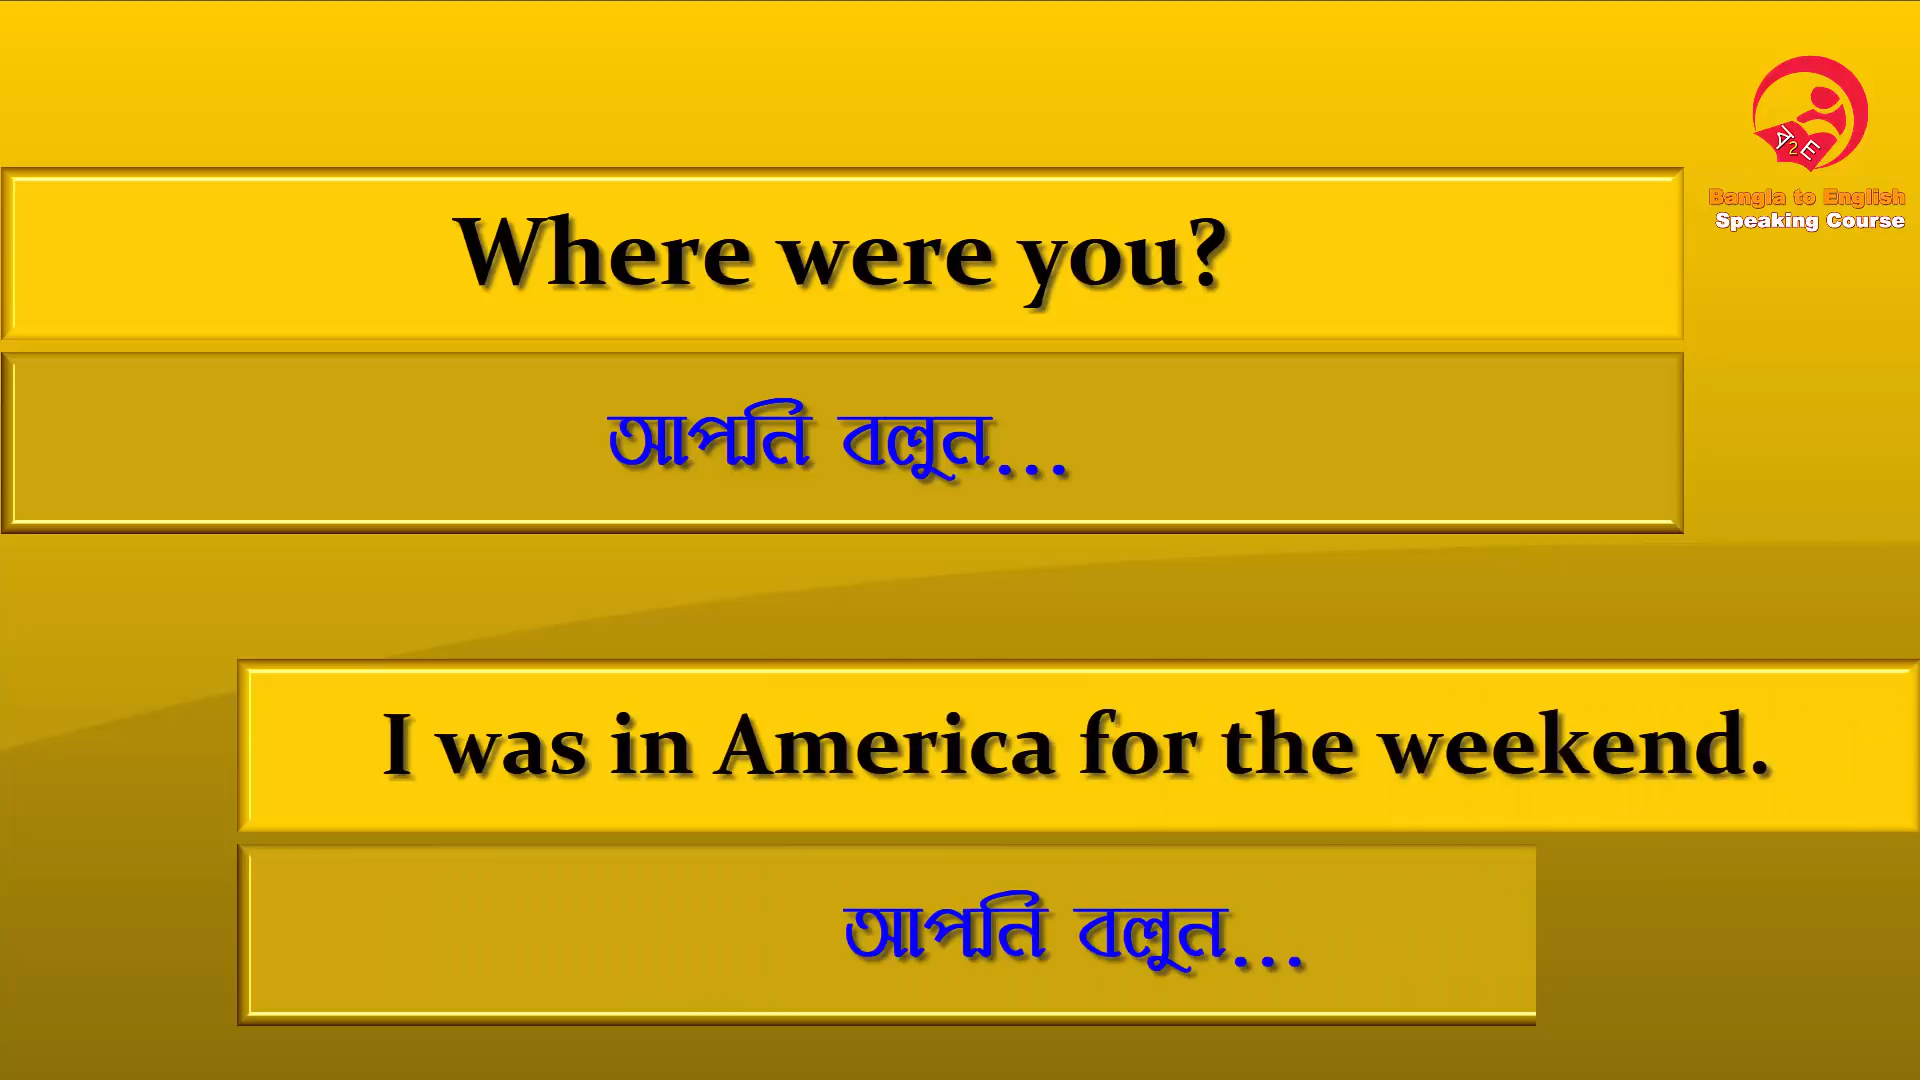 Bangla to English
Speaking Course
Where were you?
আপনি বলুন...
I was in America for the weekend.
আপনি বলুন...